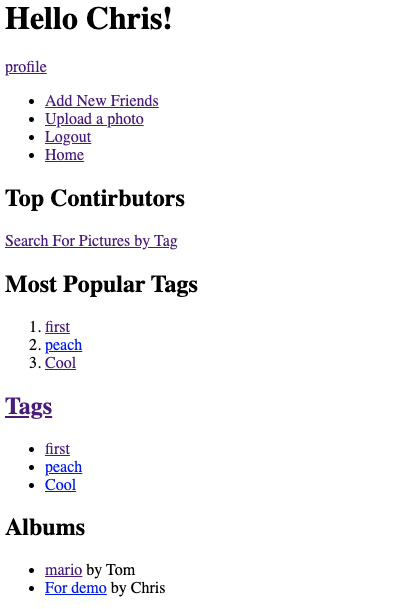 Hello Chris!
profile
• Add New Friends
• Upload a photo
• Logout
• Home
Top Contirbutors
Search For Pictures by Tag
Most Popular Tags
1. first
2. peach
3. Cool
Tags
• first
• peach
• Cool
Albums
• mario by Tom
• For demo by Chris